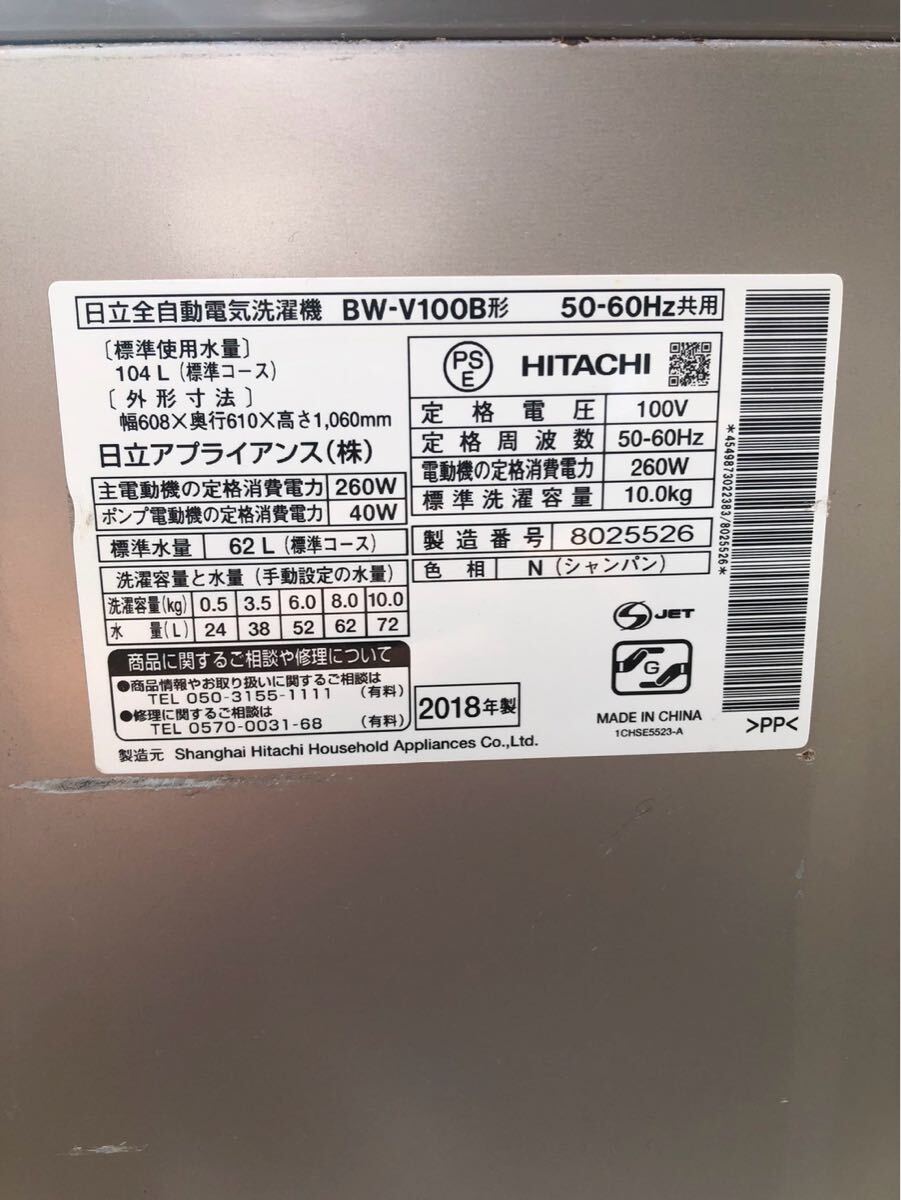 日立全自動電気洗濯機 BW-V100B形 50-60Hz共用
〔標準使用水量〕
104 L (標準コース)
〔外形寸法〕
幅608×奥行610×高さ1,060mm
日立アプライアンス(株)
主電動機の定格消費電力 260W
ポンプ電動機の定格消費電力 40W
標準水量 62 L (標準コース)
洗濯容量と水量 (手動設定の水量)
洗濯容量(kg) 0.5 3.5 6.0 8.0 10.0
水 量(L) 24 38 52 62 72
商品に関するご相談や修理について
●商品情報やお取り扱いに関するご相談は
TEL 050-3155-1111 (有料)
●修理に関するご相談は
TEL 0570-0031-68 (有料)
製造元 Shanghai Hitachi Household Appliances Co.,Ltd.
PS
E
HITACHI
定格電圧 100V
定格周波数 50-60Hz
電動機の定格消費電力 260W
標準洗濯容量 10.0kg
製造番号 8025526
色相 N (シャンパン)
JET
G
2018年製
MADE IN CHINA
1CHSE5523-A
*4549873022383/8025526*
>PP<